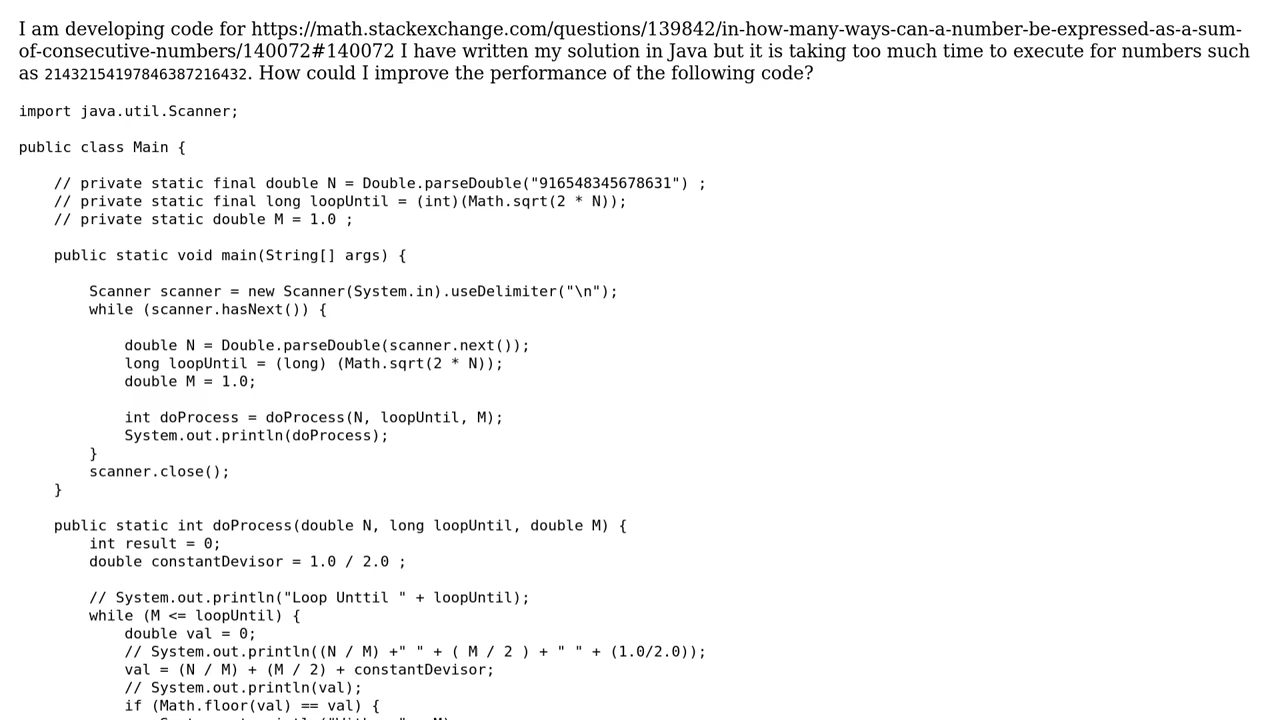 I am developing code for https://math.stackexchange.com/questions/139842/in-how-many-ways-can-a-number-be-expressed-as-a-sum-
of-consecutive-numbers/140072#140072 I have written my solution in Java but it is taking too much time to execute for numbers such
as 21432154197846387216432. How could I improve the performance of the following code?
import java.util.Scanner;
public class Main {
// private static final double N = Double.parseDouble("916548345678631") ;
// private static final long loopUntil = (int)(Math.sqrt(2 * N));
// private static double M = 1.0 ;
public static void main(String[] args) {
Scanner scanner = new Scanner(System.in).useDelimiter("\n");
while (scanner.hasNext()) {
double N = Double.parseDouble(scanner.next());
long loopUntil = (long) (Math.sqrt(2 * N));
double M = 1.0;
int doProcess = doProcess(N, loopUntil, M);
System.out.println(doProcess);
}
scanner.close();
}
public static int doProcess(double N, long loopUntil, double M) {
int result = 0;
double constantDevisor = 1.0 / 2.0 ;
// System.out.println("Loop Unttil " + loopUntil);
while (M <= loopUntil) {
double val = 0;
// System.out.println((N / M) +" " + ( M / 2 ) + " " + (1.0/2.0));
val = (N / M) + (M / 2) + constantDevisor;
// System.out.println(val);
if (Math.floor(val) == val) {